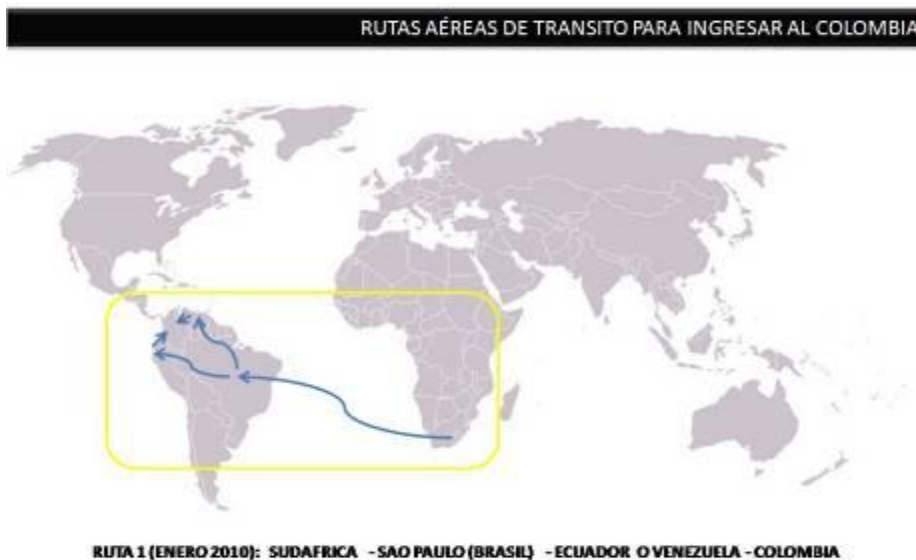 RUTAS AÉREAS DE TRANSITO PARA INGRESAR AL COLOMBIA
RUTA 1 (ENERO 2010): SUDAFRICA - SAO PAULO (BRASIL) - ECUADOR O VENEZUELA - COLOMBIA